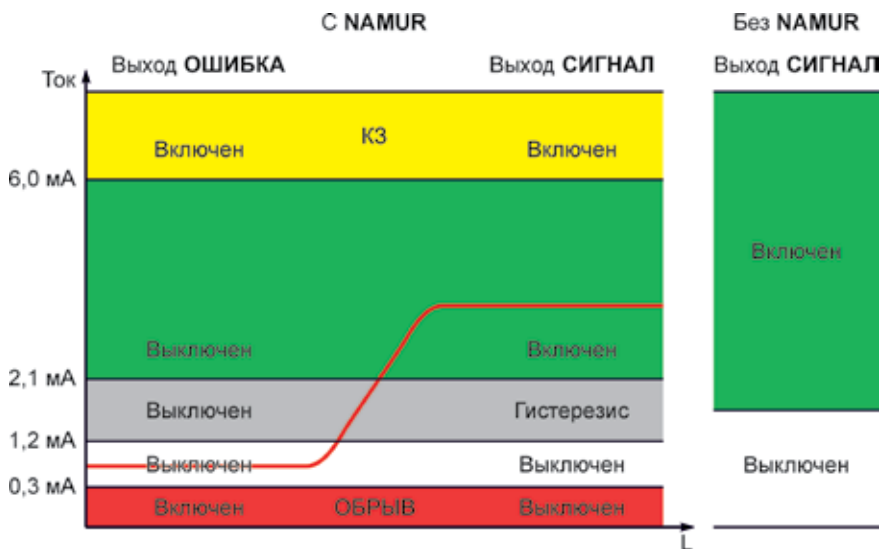 С NAMUR
Без NAMUR
Выход ОШИБКА
Выход СИГНАЛ
Выход СИГНАЛ
Ток
КЗ
Включен
Включен
6,0 мА
Включен
Выключен
Включен
2,1 мА
Выключен
Гистерезис
1,2 мА
Выключен
Выключен
Выключен
0,3 мА
Включен
ОБРЫВ
Выключен
L